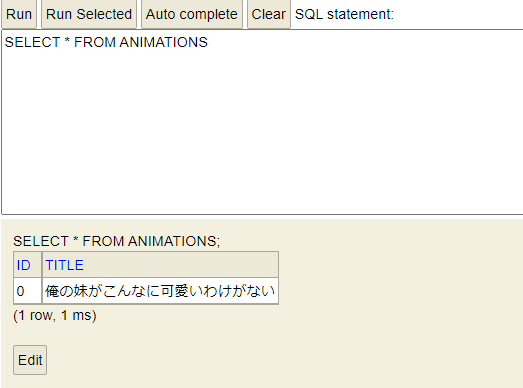 Run Run Selected Auto complete Clear SQL statement:
SELECT * FROM ANIMATIONS
SELECT * FROM ANIMATIONS;
ID TITLE
0 俺の妹がこんなに可愛いわけがない
(1 row, 1 ms)
Edit